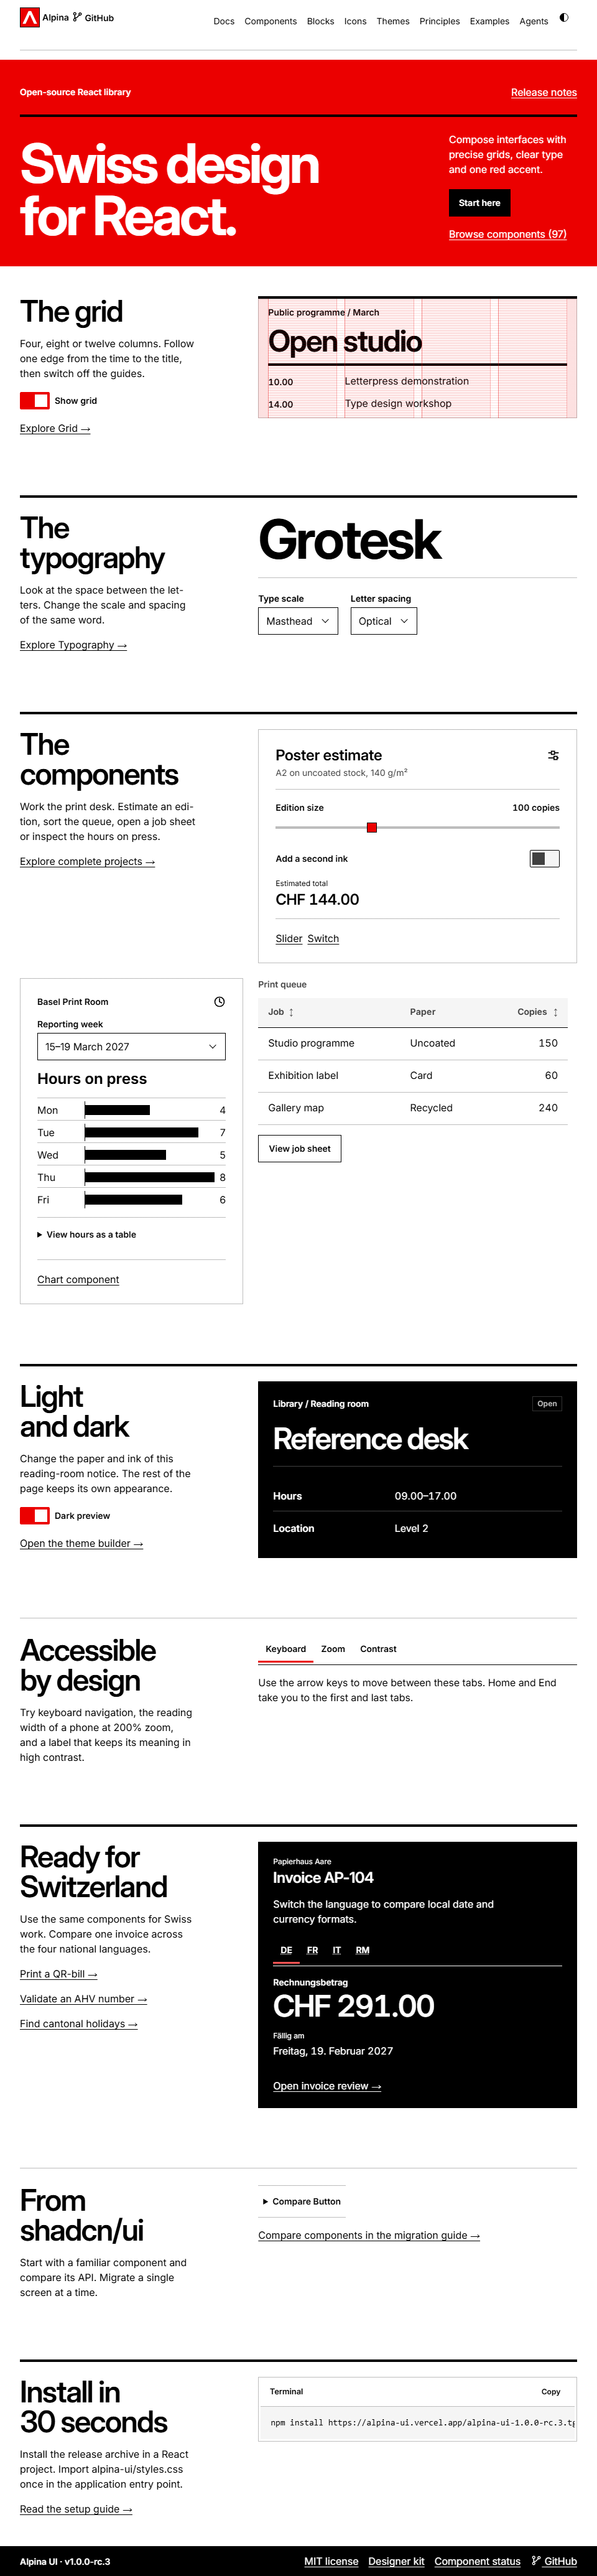 Alpina GitHub
Docs Components Blocks Icons Themes Principles Examples Agents
Open-source React library
Release notes
Swiss design
for React.
Compose interfaces with
precise grids, clear type
and one red accent.
Start here
Browse components (97)
The grid
Four, eight or twelve columns. Follow
one edge from the time to the title,
then switch off the guides.
Show grid
Explore Grid →
Public programme / March
Open studio
10.00 Letterpress demonstration
14.00 Type design workshop
The
typography
Look at the space between the let-
ters. Change the scale and spacing
of the same word.
Explore Typography →
Grotesk
Type scale Letter spacing
Masthead Optical
The
components
Work the print desk. Estimate an edi-
tion, sort the queue, open a job sheet
or inspect the hours on press.
Explore complete projects →
Poster estimate
A2 on uncoated stock, 140 g/m²
Edition size 100 copies
Add a second ink
Estimated total
CHF 144.00
Slider Switch
Basel Print Room
Reporting week
15–19 March 2027
Hours on press
Mon 4
Tue 7
Wed 5
Thu 8
Fri 6
View hours as a table
Chart component
Print queue
Job ↕ Paper Copies ↕
Studio programme Uncoated 150
Exhibition label Card 60
Gallery map Recycled 240
View job sheet
Light
and dark
Change the paper and ink of this
reading-room notice. The rest of the
page keeps its own appearance.
Dark preview
Open the theme builder →
Library / Reading room Open
Reference desk
Hours 09.00–17.00
Location Level 2
Accessible
by design
Try keyboard navigation, the reading
width of a phone at 200% zoom,
and a label that keeps its meaning in
high contrast.
Keyboard Zoom Contrast
Use the arrow keys to move between these tabs. Home and End
take you to the first and last tabs.
Ready for
Switzerland
Use the same components for Swiss
work. Compare one invoice across
the four national languages.
Print a QR-bill →
Validate an AHV number →
Find cantonal holidays →
Papierhaus Aare
Invoice AP-104
Switch the language to compare local date and
currency formats.
DE FR IT RM
Rechnungsbetrag
CHF 291.00
Fällig am
Freitag, 19. Februar 2027
Open invoice review →
From
shadcn/ui
Start with a familiar component and
compare its API. Migrate a single
screen at a time.
Compare Button
Compare components in the migration guide →
Install in
30 seconds
Install the release archive in a React
project. Import alpina-ui/styles.css
once in the application entry point.
Read the setup guide →
Terminal Copy
npm install https://alpina-ui.vercel.app/alpina-ui-1.0.0-rc.3.tg
Alpina UI · v1.0.0-rc.3
MIT license Designer kit Component status GitHub